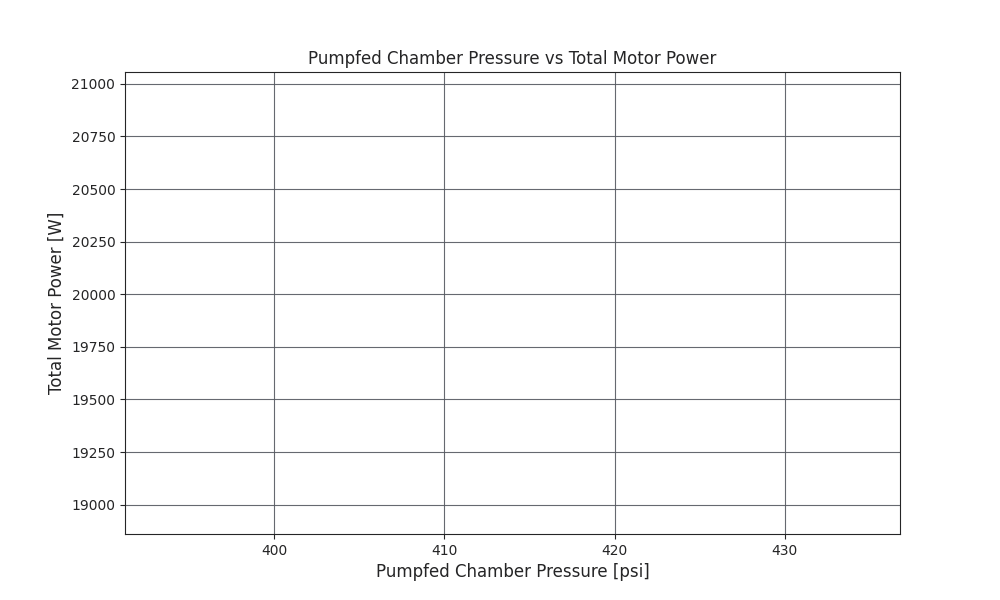 Pumpfed Chamber Pressure vs Total Motor Power
Total Motor Power [W]
21000
20750
20500
20250
20000
19750
19500
19250
19000
400 410 420 430
Pumpfed Chamber Pressure [psi]